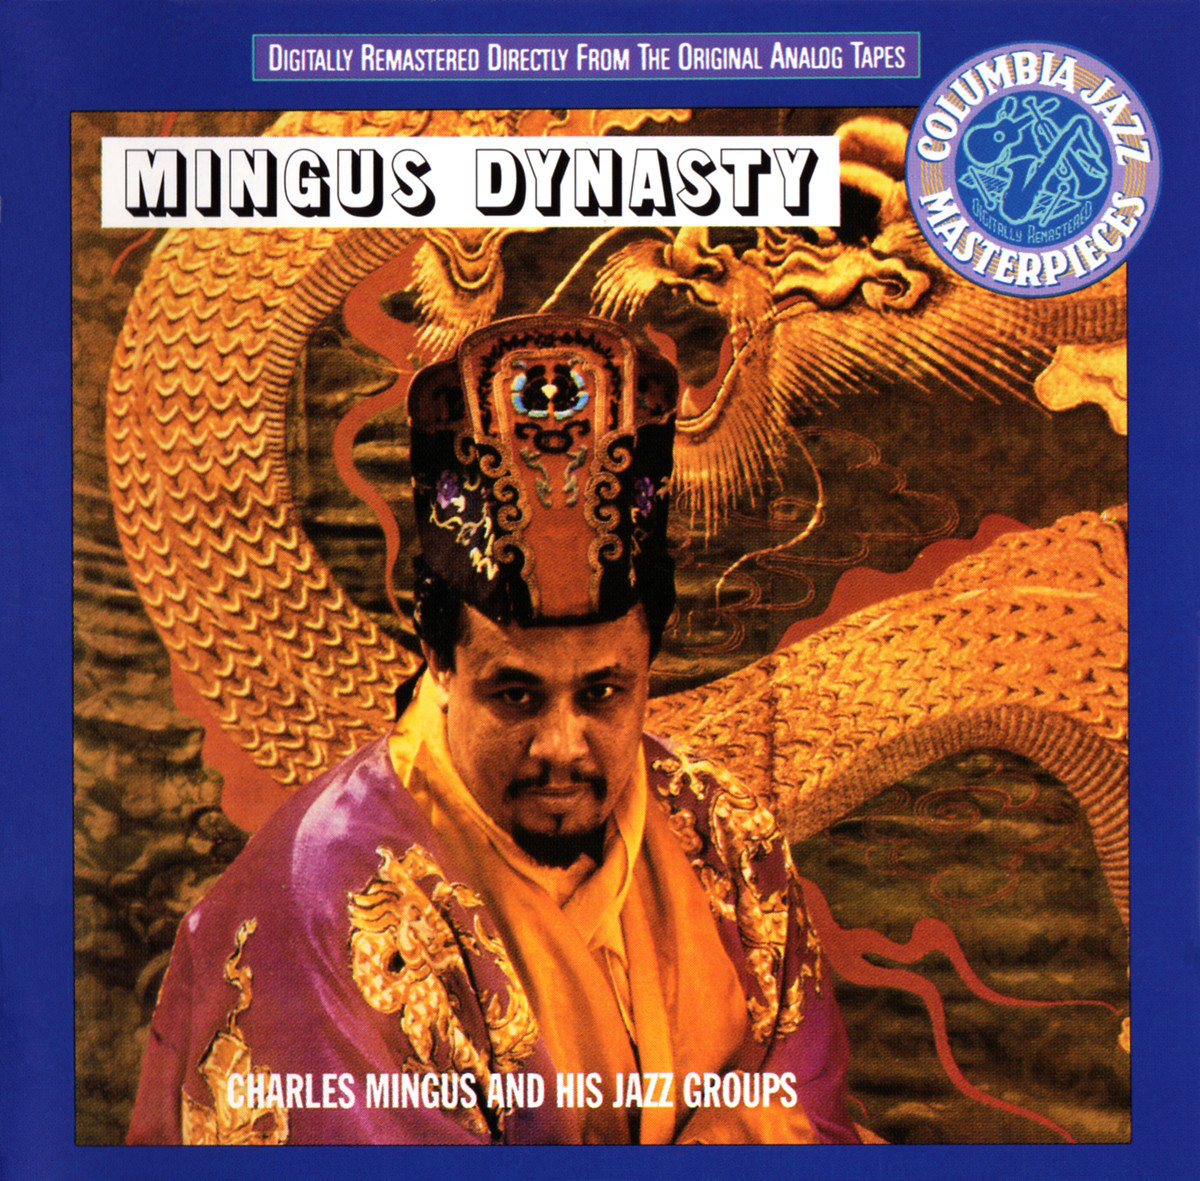 DIGITALLY REMASTERED DIRECTLY FROM THE ORIGINAL ANALOG TAPES
COLUMBIA JAZZ
DIGITALLY REMASTERED
MASTERPIECES
MINGUS DYNASTY
CHARLES MINGUS AND HIS JAZZ GROUPS